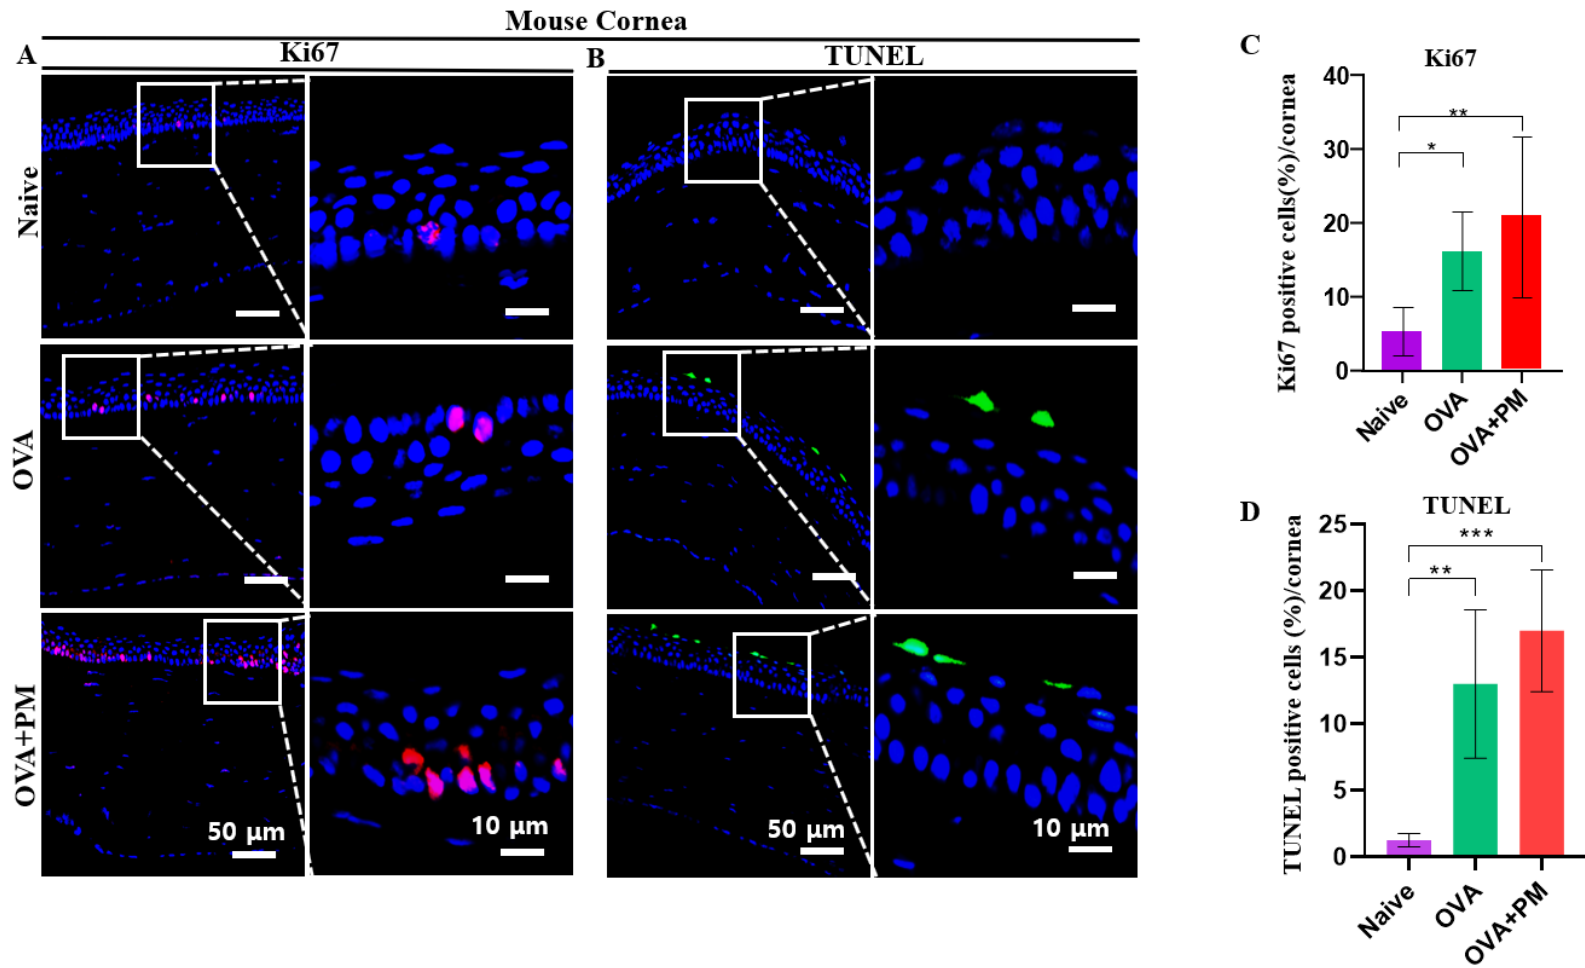 Mouse Cornea
A
Ki67
B
TUNEL
Naive
OVA
OVA+PM
50 µm
10 µm
50 µm
10 µm
C
Ki67
Ki67 positive cells(%)/cornea
40
30
20
10
0
**
*
Naive
OVA
OVA+PM
D
TUNEL
TUNEL positive cells (%)/cornea
25
20
15
10
5
0
***
**
Naive
OVA
OVA+PM